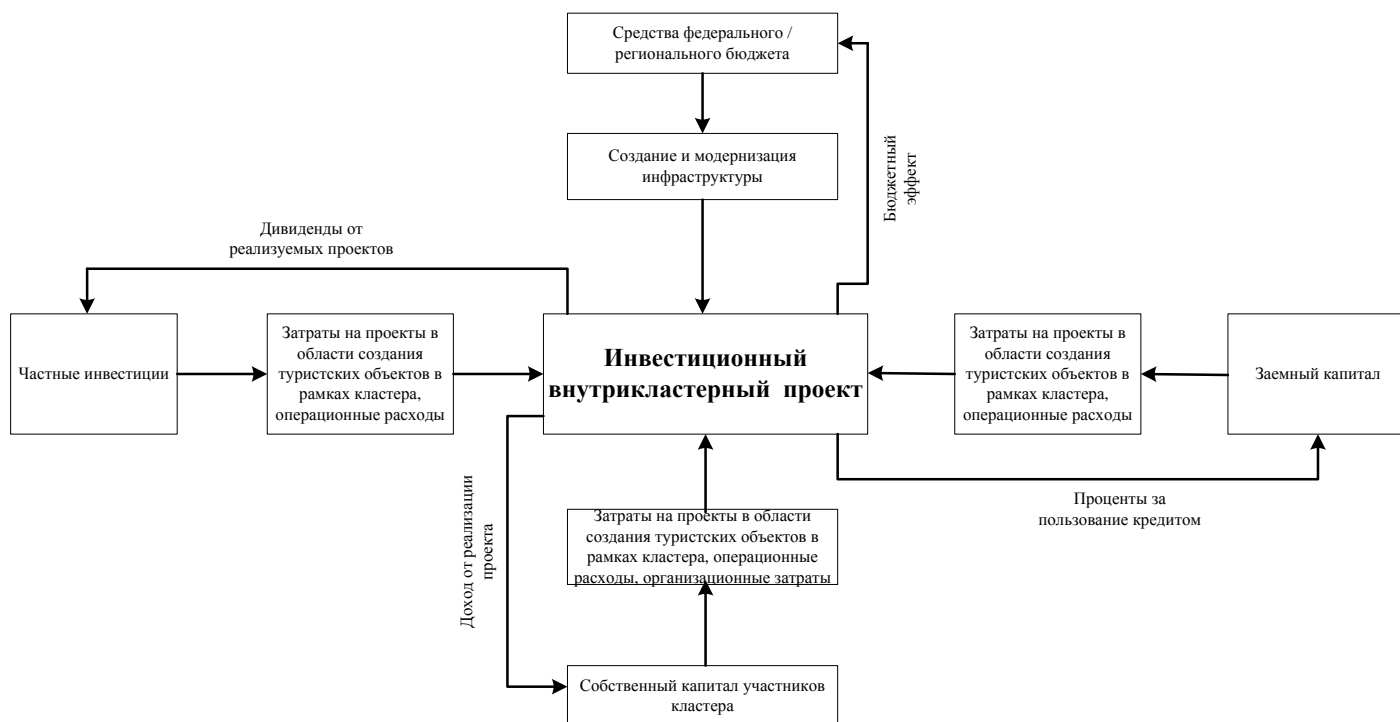 Средства федерального /
регионального бюджета
Создание и модернизация
инфраструктуры
Бюджетный
эффект
Дивиденды от
реализуемых проектов
Частные инвестиции
Затраты на проекты в
области создания
туристских объектов в
рамках кластера,
операционные расходы
Инвестиционный
внутрикластерный проект
Затраты на проекты в
области создания
туристских объектов в
рамках кластера,
операционные расходы
Заемный капитал
Доход от реализации
проекта
Затраты на проекты в области
создания туристских объектов в
рамках кластера, операционные
расходы, организационные затраты
Проценты за
пользование кредитом
Собственный капитал участников
кластера